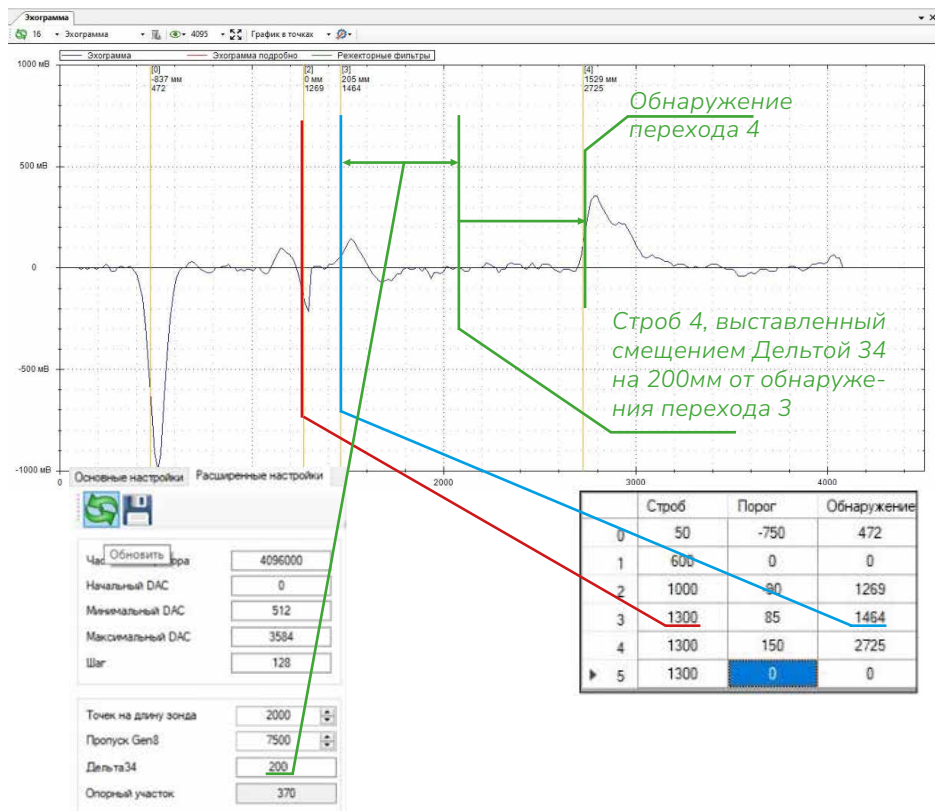 Эхограмма
16 Эхограмма 4095 График в точках
Эхограмма Эхограмма подробно Режекторные фильтры
1000 мВ
500 мВ
0
-500 мВ
-1000 мВ
[0]
-837 мм
472
[2]
0 мм
1269
[3]
205 мм
1464
[4]
1529 мм
2725
Обнаружение
перехода 4
Строб 4, выставленный
смещением Дельтой 34
на 200мм от обнаруже-
ния перехода 3
0 2000 3000 4000
Основные настройки Расширенные настройки
Обновить
4096000
Начальный DAC 0
Минимальный DAC 512
Максимальный DAC 3584
Шаг 128
Точек на длину зонда 2000
Пропуск Gen8 7500
Дельта34 200
Опорный участок 370
Строб Порог Обнаружение
0 50 -750 472
1 600 0 0
2 1000 -90 1269
3 1300 85 1464
4 1300 150 2725
5 1300 0 0